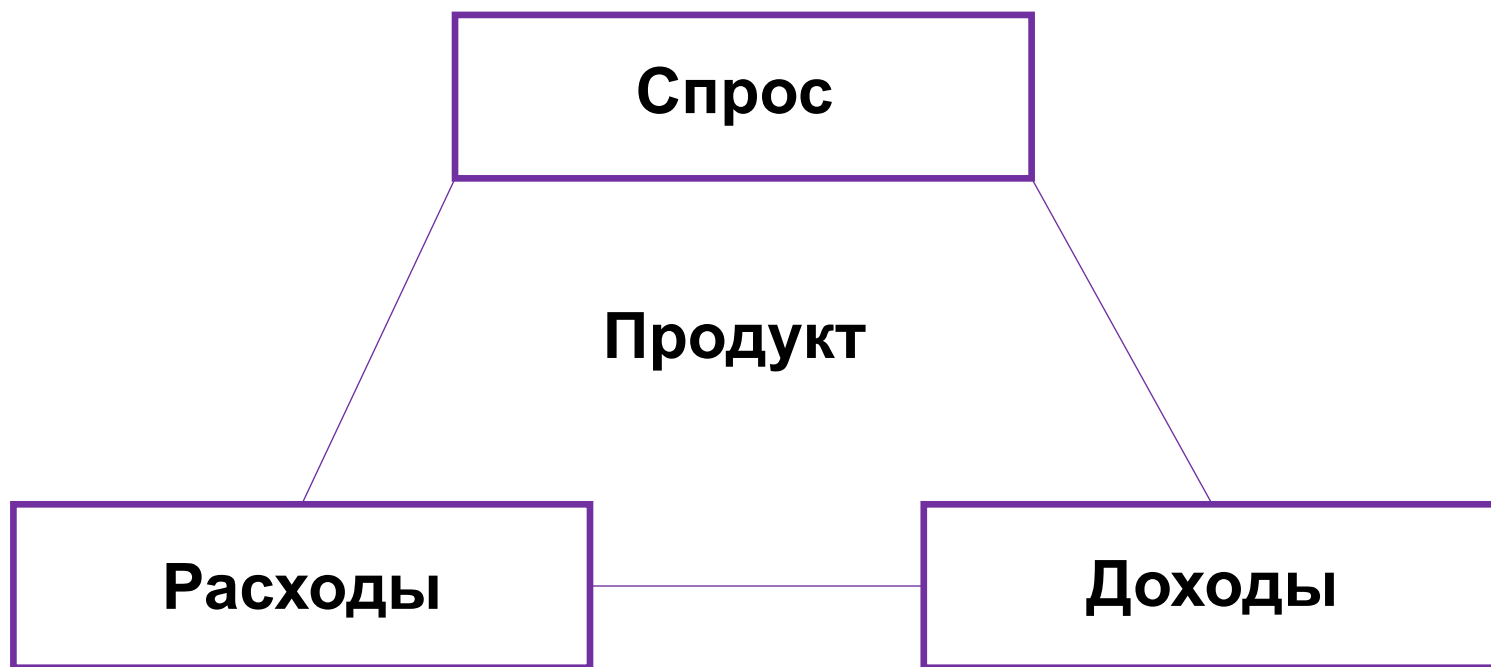 Спрос
Продукт
Расходы
Доходы